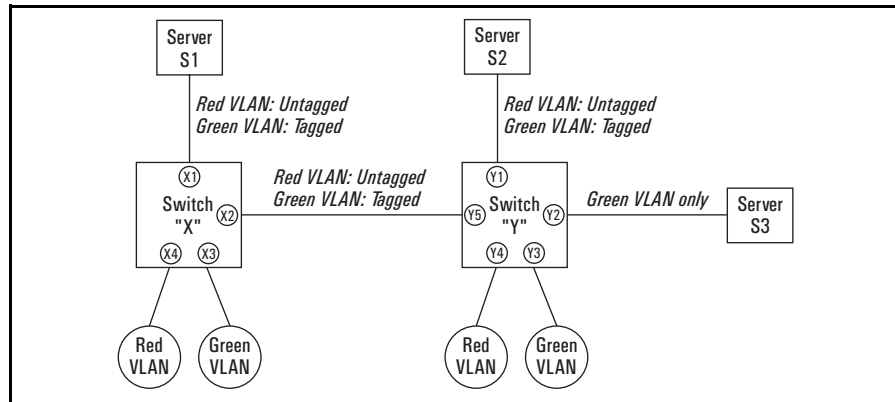 Server
S1
Server
S2
Red VLAN: Untagged
Green VLAN: Tagged
Red VLAN: Untagged
Green VLAN: Tagged
X1
Switch
"X"
X2
X4
X3
Red VLAN: Untagged
Green VLAN: Tagged
Y1
Switch
"Y"
Y5
Y2
Y4
Y3
Green VLAN only
Server
S3
Red
VLAN
Green
VLAN
Red
VLAN
Green
VLAN